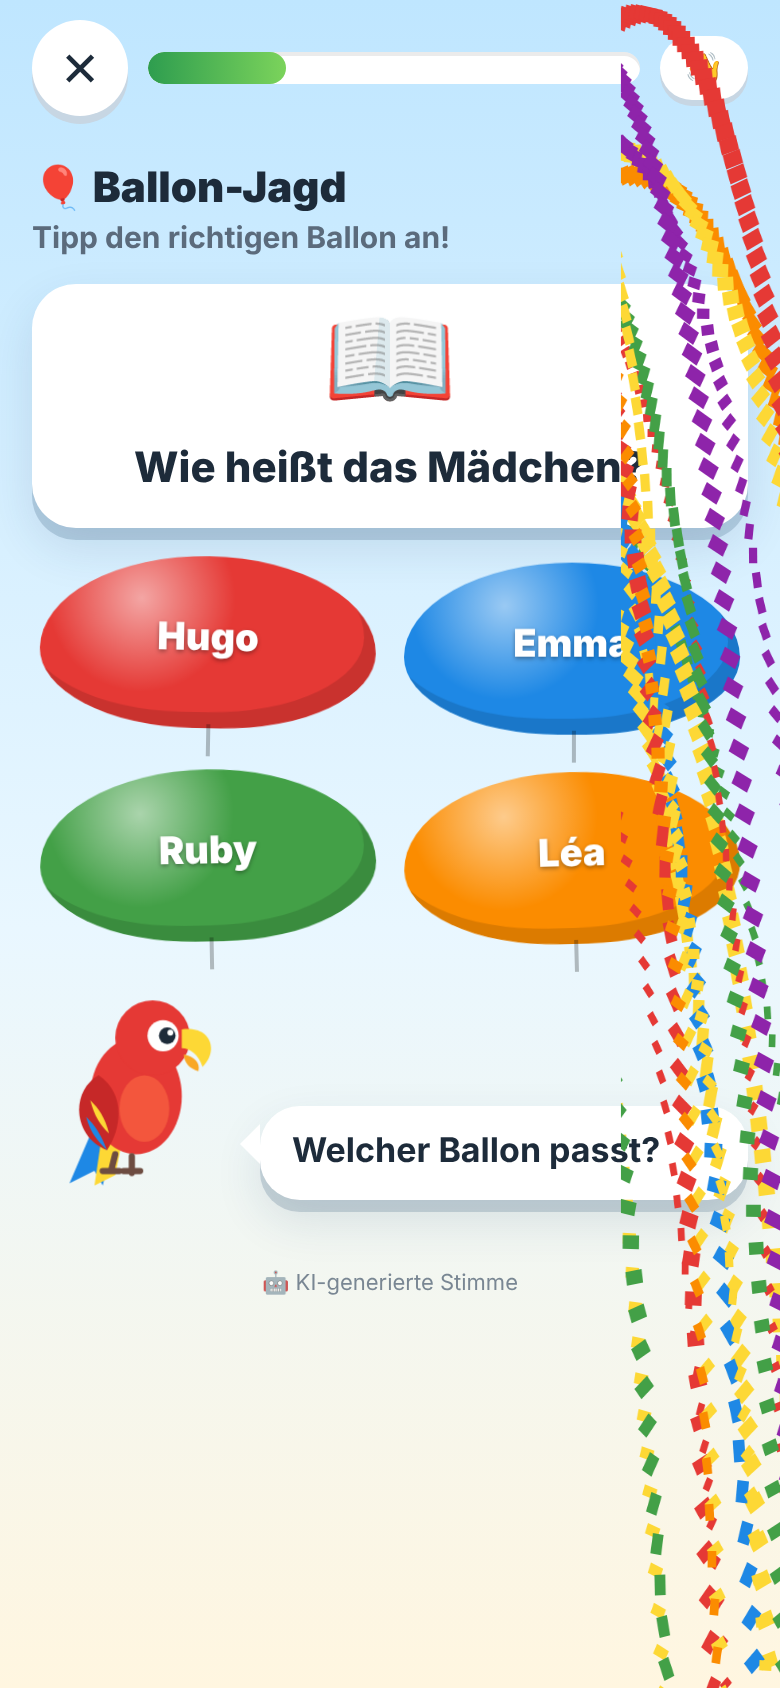 Ballon-Jagd
Tipp den richtigen Ballon an!
Wie heißt das Mädchen?
Hugo
Emma
Ruby
Léa
Welcher Ballon passt?
KI-generierte Stimme